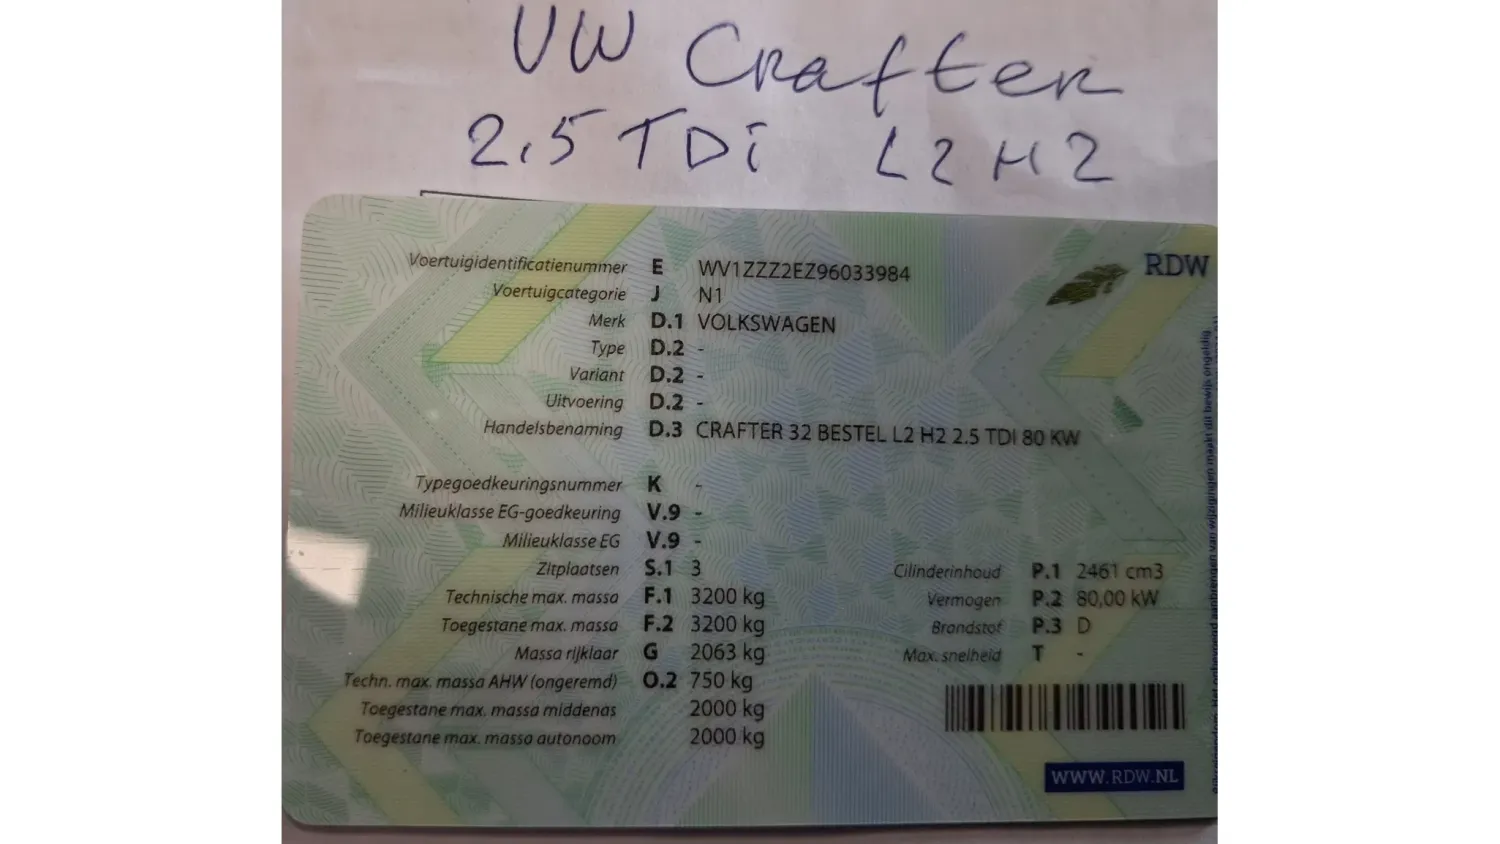 VW Crafter
2.5 TDi L2H2
RDW
Voertuigidentificatienummer E WV1ZZZ2EZ96033984
Voertuigcategorie J N1
Merk D.1 VOLKSWAGEN
Type D.2 -
Variant D.2 -
Uitvoering D.2 -
Handelsbenaming D.3 CRAFTER 32 BESTEL L2 H2 2.5 TDI 80 KW
Typegoedkeuringsnummer K -
Milieuklasse EG-goedkeuring V.9 -
Milieuklasse EG V.9 -
Zitplaatsen S.1 3
Technische max. massa F.1 3200 kg
Toegestane max. massa F.2 3200 kg
Massa rijklaar G 2063 kg
Techn. max. massa AHW (ongeremd) O.2 750 kg
Toegestane max. massa middenas 2000 kg
Toegestane max. massa autonoom 2000 kg
Cilinderinhoud P.1 2461 cm3
Vermogen P.2 80,00 kW
Brandstof P.3 D
Max. snelheid T -
WWW.RDW.NL